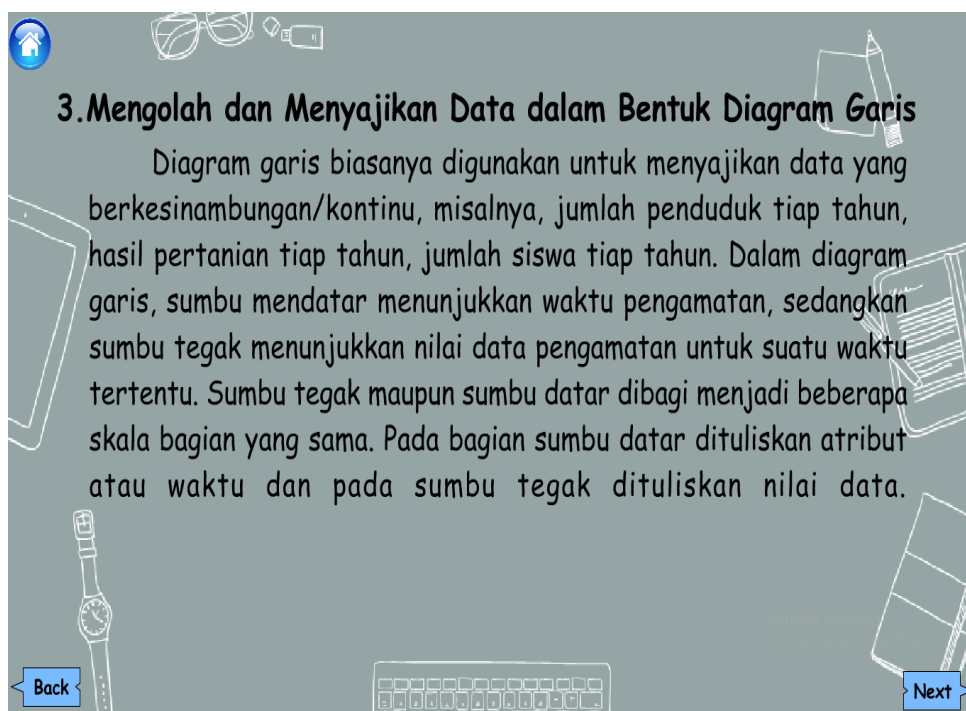 3.Mengolah dan Menyajikan Data dalam Bentuk Diagram Garis
Diagram garis biasanya digunakan untuk menyajikan data yang
berkesinambungan/kontinu, misalnya, jumlah penduduk tiap tahun,
hasil pertanian tiap tahun, jumlah siswa tiap tahun. Dalam diagram
garis, sumbu mendatar menunjukkan waktu pengamatan, sedangkan
sumbu tegak menunjukkan nilai data pengamatan untuk suatu waktu
tertentu. Sumbu tegak maupun sumbu datar dibagi menjadi beberapa
skala bagian yang sama. Pada bagian sumbu datar dituliskan atribut
atau waktu dan pada sumbu tegak dituliskan nilai data.
Activate Windows
Back
Next